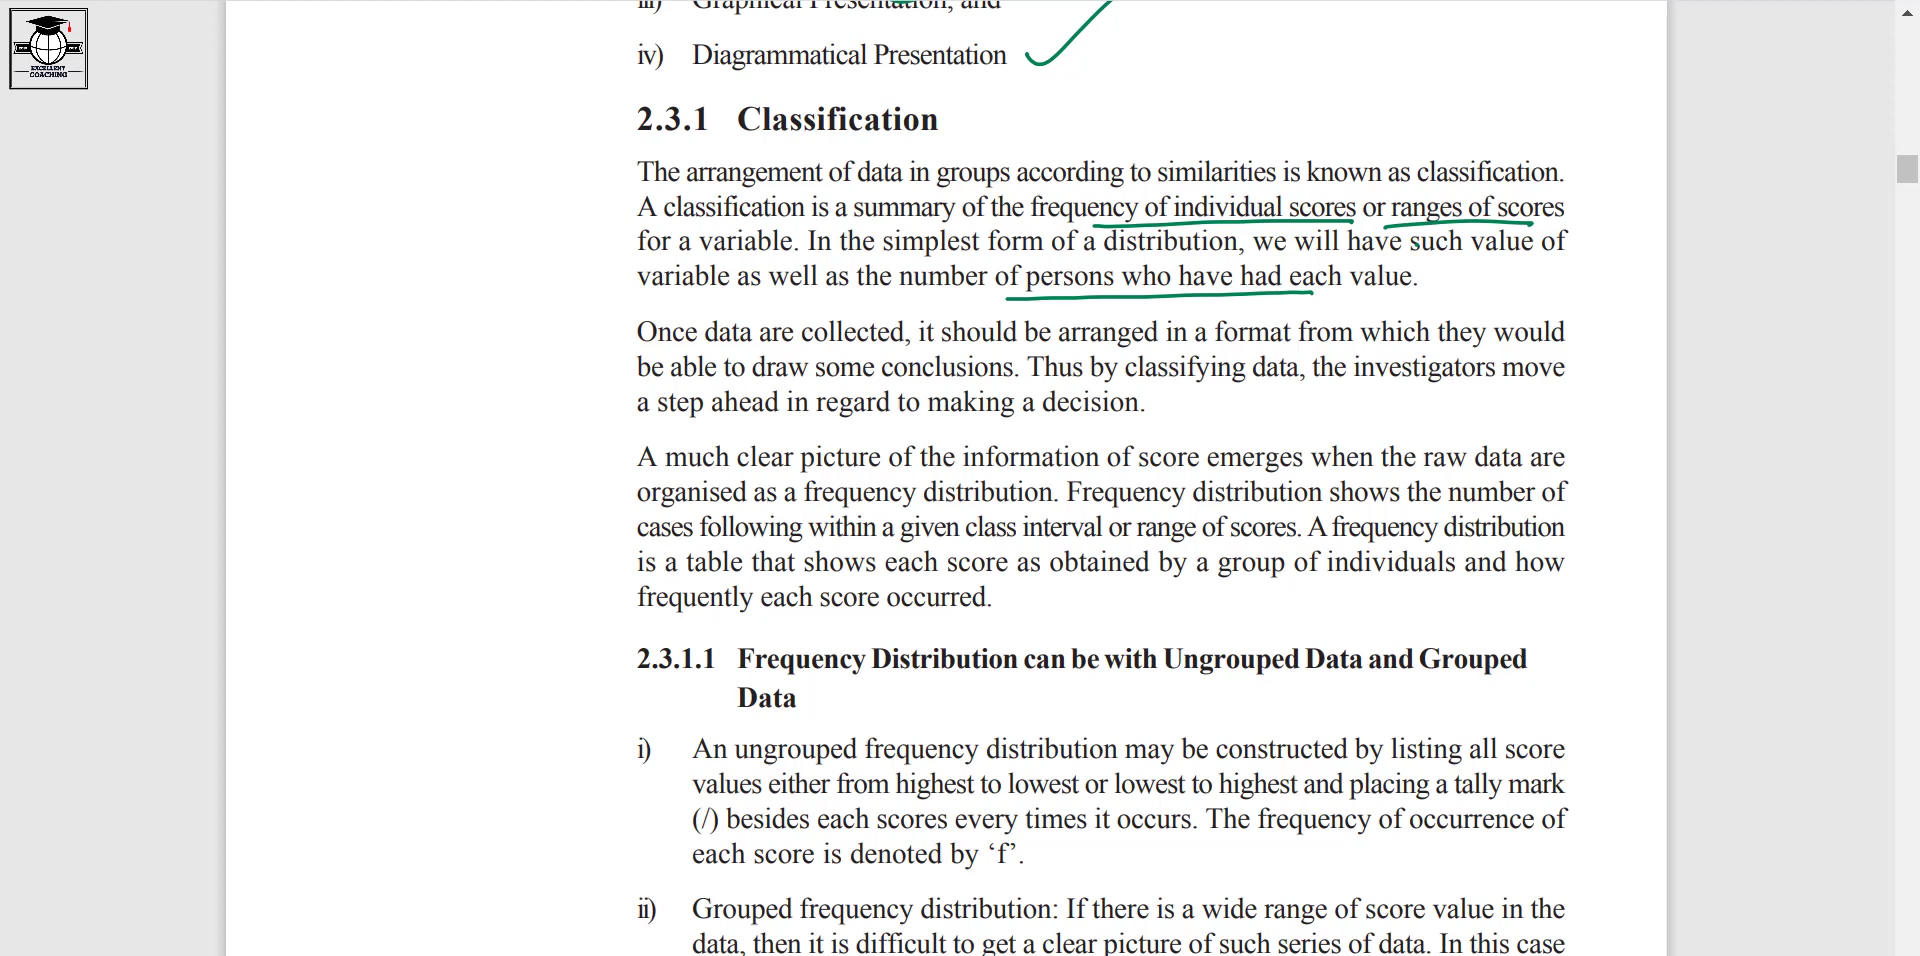 iii) Graphical Presentation, and
EXCELLENT
COACHING
iv) Diagrammatical Presentation
2.3.1 Classification
The arrangement of data in groups according to similarities is known as classification.
A classification is a summary of the frequency of individual scores or ranges of scores
for a variable. In the simplest form of a distribution, we will have such value of
variable as well as the number of persons who have had each value.
Once data are collected, it should be arranged in a format from which they would
be able to draw some conclusions. Thus by classifying data, the investigators move
a step ahead in regard to making a decision.
A much clear picture of the information of score emerges when the raw data are
organised as a frequency distribution. Frequency distribution shows the number of
cases following within a given class interval or range of scores. A frequency distribution
is a table that shows each score as obtained by a group of individuals and how
frequently each score occurred.
2.3.1.1 Frequency Distribution can be with Ungrouped Data and Grouped
Data
i) An ungrouped frequency distribution may be constructed by listing all score
values either from highest to lowest or lowest to highest and placing a tally mark
(/) besides each scores every times it occurs. The frequency of occurrence of
each score is denoted by ‘f’.
ii) Grouped frequency distribution: If there is a wide range of score value in the
data, then it is difficult to get a clear picture of such series of data. In this case